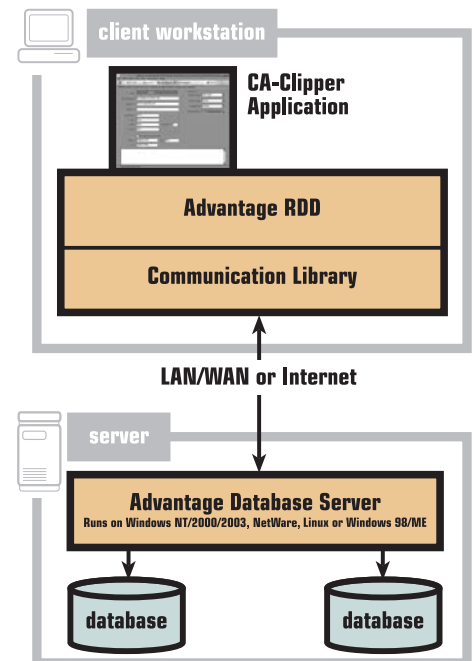 client workstation
CA-Clipper
Application
Advantage RDD
Communication Library
LAN/WAN or Internet
server
Advantage Database Server
Runs on Windows NT/2000/2003, NetWare, Linux or Windows 98/ME
database
database